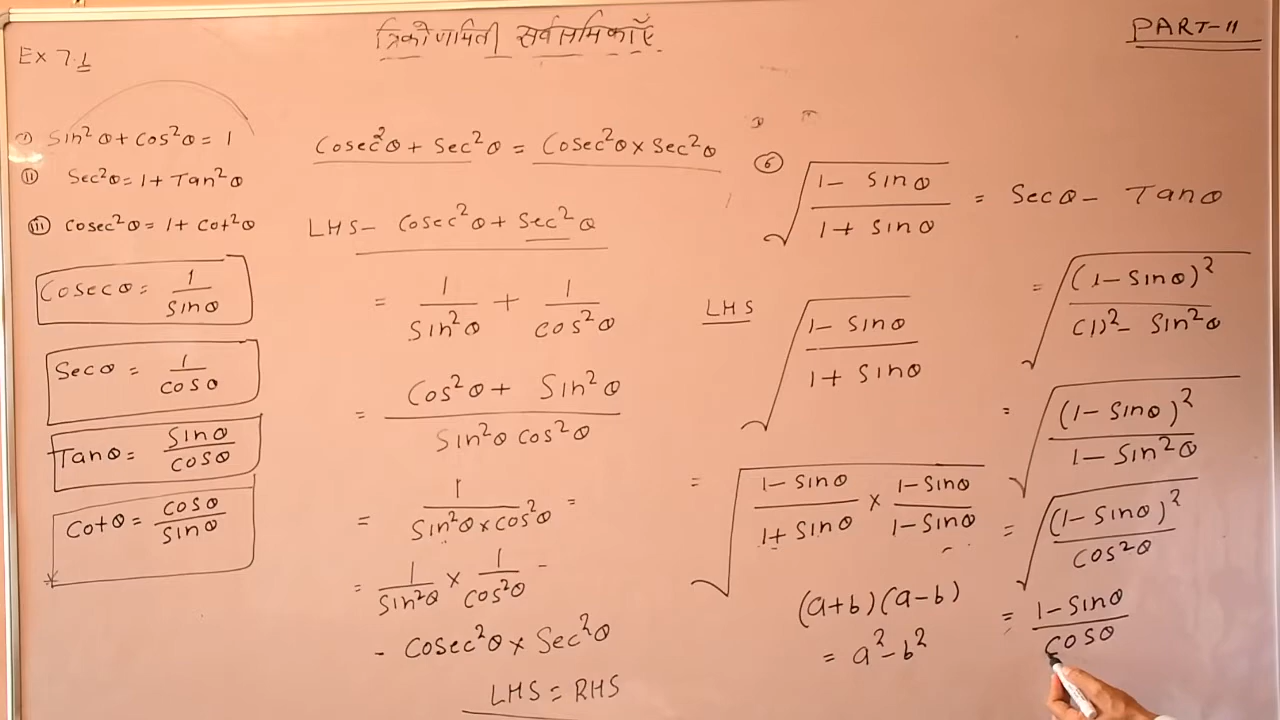 त्रिकोणमिती सर्वसमिकाएँ
PART-11
Ex 7.1
(i) Sin²θ + Cos²θ = 1
(ii) Sec²θ = 1 + Tan²θ
(iii) Cosec²θ = 1 + Cot²θ
Cosecθ = 1/Sinθ
Secθ = 1/Cosθ
Tanθ = Sinθ/Cosθ
Cotθ = Cosθ/Sinθ
Cosec²θ + Sec²θ = Cosec²θ × Sec²θ
LHS – Cosec²θ + Sec²θ
= 1/Sin²θ + 1/Cos²θ
= (Cos²θ + Sin²θ)/(Sin²θ Cos²θ)
= 1/(Sin²θ × Cos²θ) =
= 1/Sin²θ × 1/Cos²θ -
- Cosec²θ × Sec²θ
LHS = RHS
(6) √((1 - Sinθ)/(1 + Sinθ)) = Secθ - Tanθ
LHS √((1 - Sinθ)/(1 + Sinθ))
= √((1 - Sinθ)/(1 + Sinθ) × (1 - Sinθ)/(1 - Sinθ))
(a+b)(a-b)
= a² - b²
= √((1 - Sinθ)²/((1)² - Sin²θ))
= √((1 - Sinθ)²/(1 - Sin²θ))
= √((1 - Sinθ)²/Cos²θ)
= (1 - Sinθ)/Cosθ